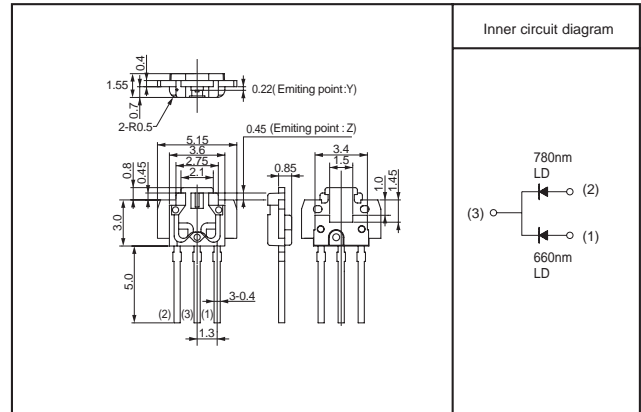 Inner circuit diagram
0.4
1.55
0.7
0.22( Emiting point:Y)
2-R0.5
0.45 (Emiting point : Z)
5.15
3.6
2.75
2.1
0.8
0.45
3.0
5.0
(2) (3) (1)
3-0.4
1.3
0.85
3.4
1.5
1.0
1.45
780nm
LD
(2)
(3)
(1)
660nm
LD